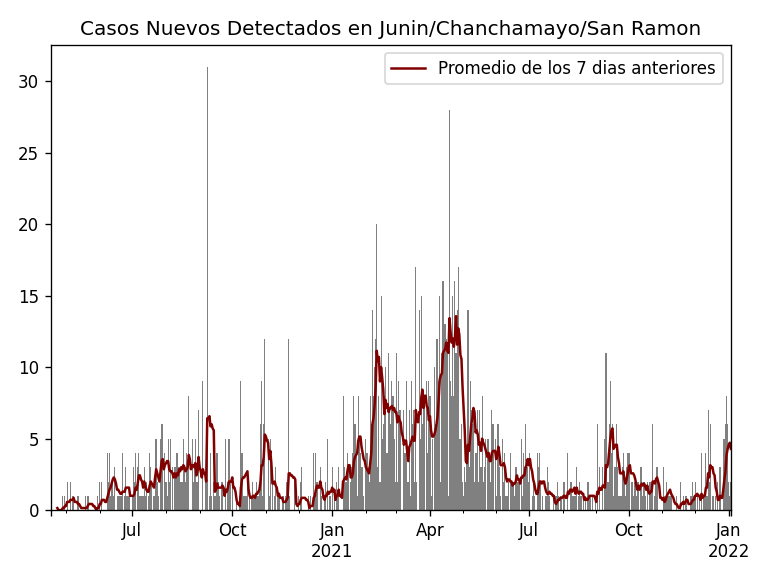 Casos Nuevos Detectados en Junin/Chanchamayo/San Ramon
Promedio de los 7 dias anteriores
30
25
20
15
10
5
0
Jul
Oct
Jan
2021
Apr
Jul
Oct
Jan
2022